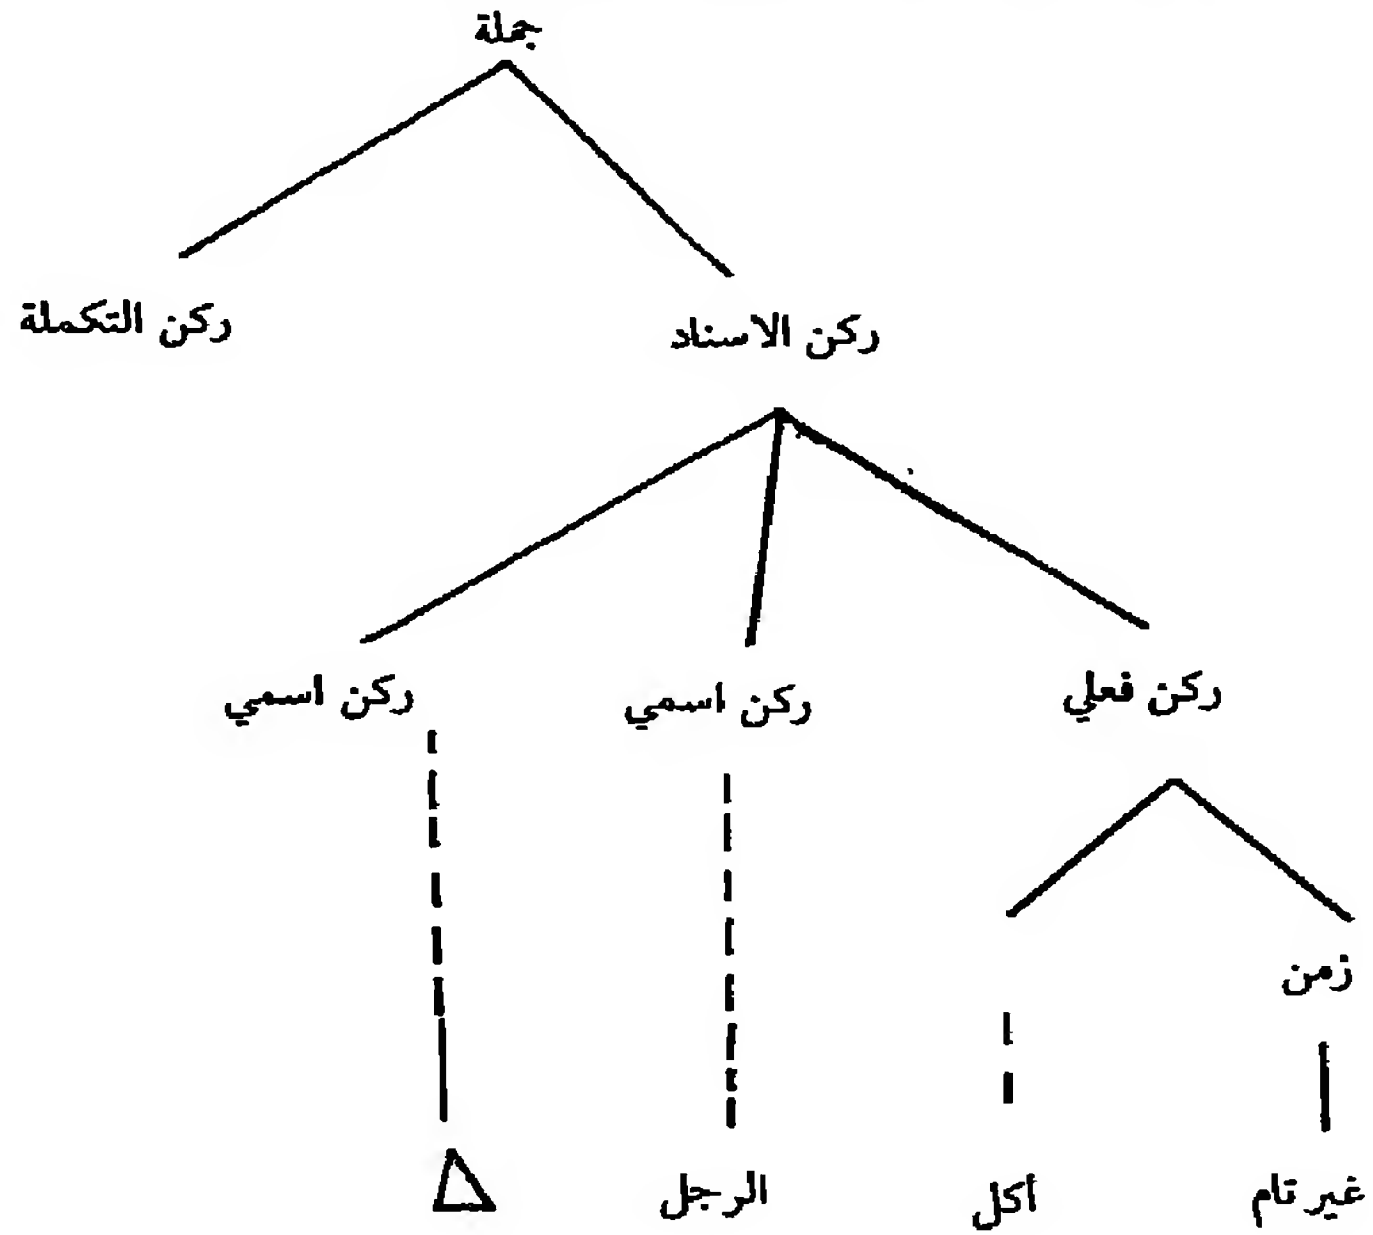 جملة
ركن الاسناد
ركن التكملة
ركن فعلي
ركن اسمي
ركن اسمي
زمن
غير تام
أكل
الرجل
Δ